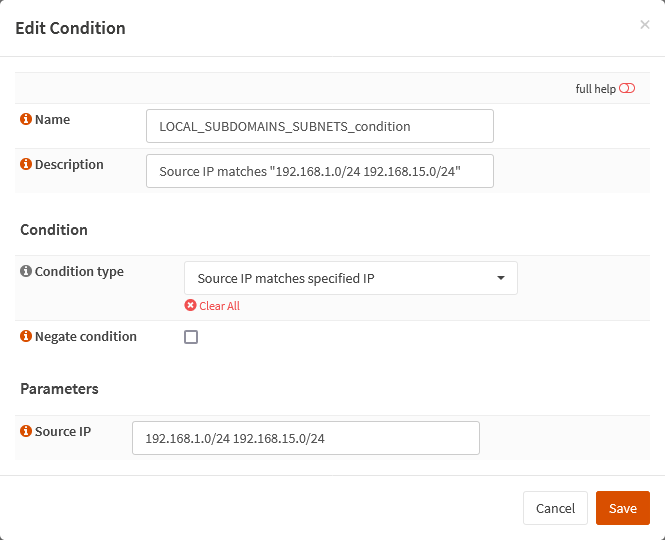 Edit Condition
×
full help
Name
LOCAL_SUBDOMAINS_SUBNETS_condition
Description
Source IP matches "192.168.1.0/24 192.168.15.0/24"
Condition
Condition type
Source IP matches specified IP
Clear All
Negate condition
Parameters
Source IP
192.168.1.0/24 192.168.15.0/24
Cancel
Save